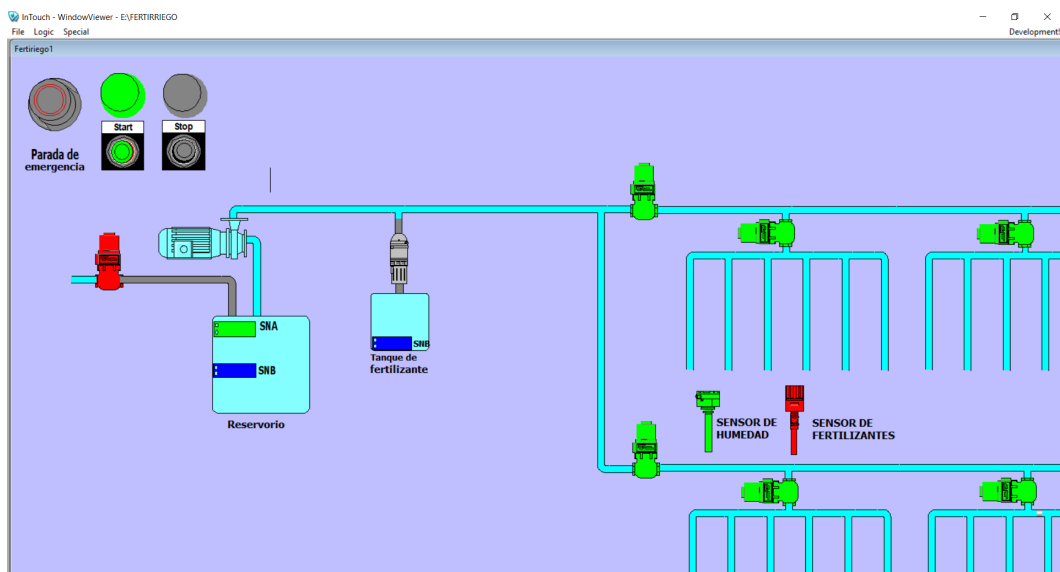 InTouch - WindowViewer - E:\FERTIRRIEGO
File Logic Special
Development!
Fertiriego1
Start
Stop
Parada de
emergencia
SNA
SNB
SNB
Tanque de
fertilizante
Reservorio
SENSOR DE
HUMEDAD
SENSOR DE
FERTILIZANTES